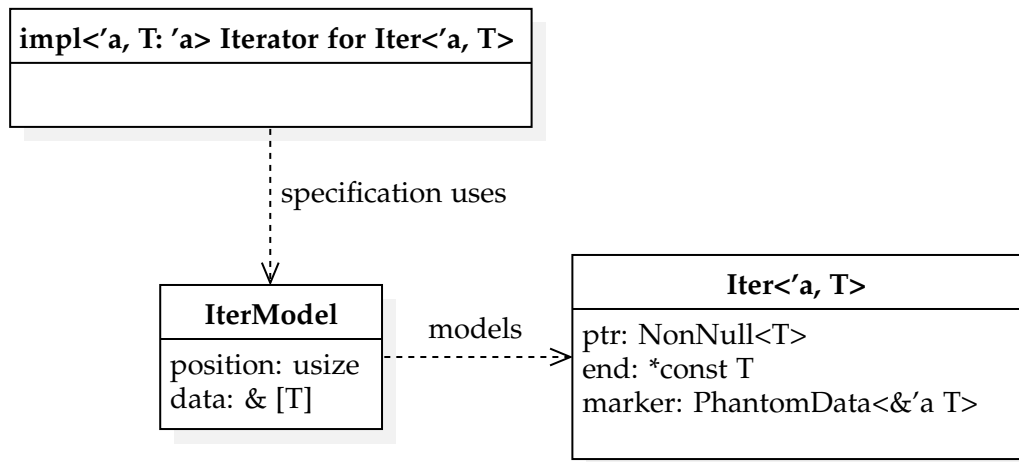 impl<’a, T: ’a> Iterator for Iter<’a, T>
specification uses
IterModel
position: usize
data: & [T]
models
Iter<’a, T>
ptr: NonNull<T>
end: *const T
marker: PhantomData<&’a T>